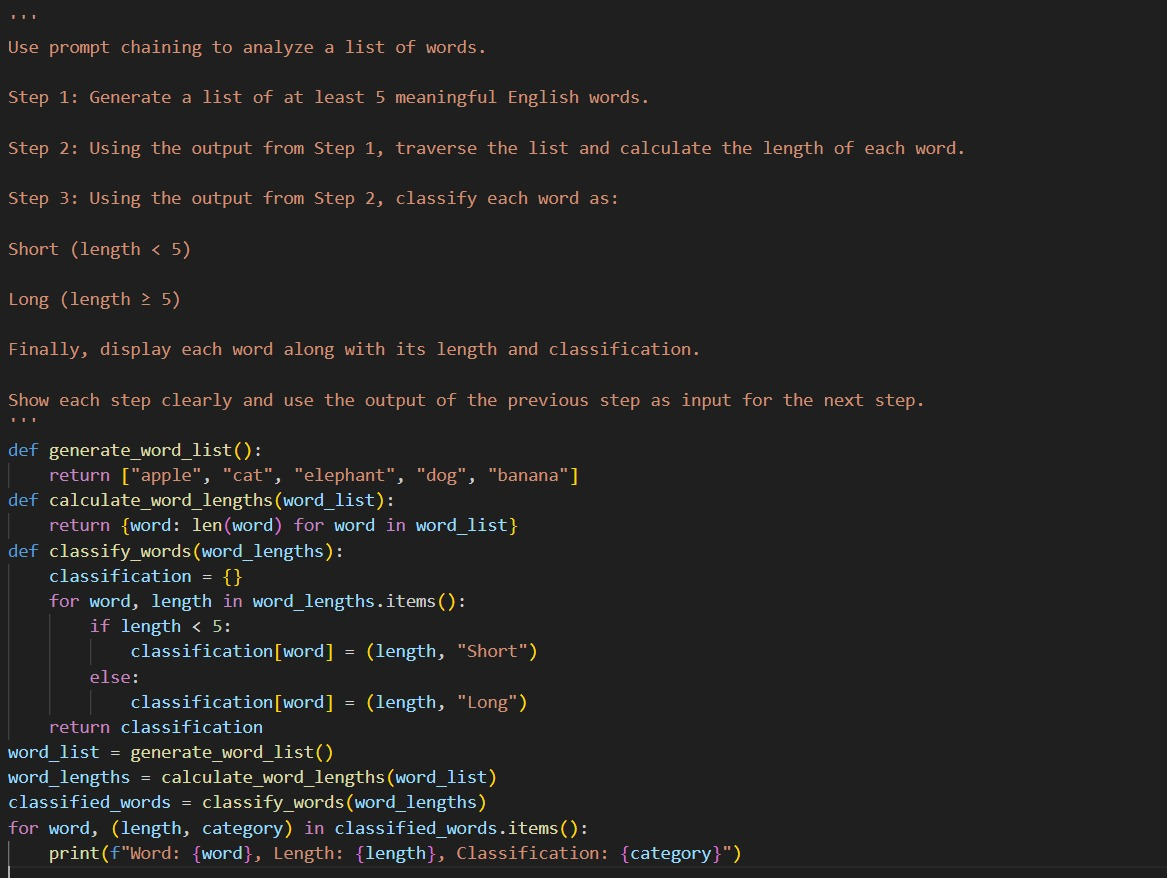 '''
Use prompt chaining to analyze a list of words.
Step 1: Generate a list of at least 5 meaningful English words.
Step 2: Using the output from Step 1, traverse the list and calculate the length of each word.
Step 3: Using the output from Step 2, classify each word as:
Short (length < 5)
Long (length ≥ 5)
Finally, display each word along with its length and classification.
Show each step clearly and use the output of the previous step as input for the next step.
'''
def generate_word_list():
    return ["apple", "cat", "elephant", "dog", "banana"]
def calculate_word_lengths(word_list):
    return {word: len(word) for word in word_list}
def classify_words(word_lengths):
    classification = {}
    for word, length in word_lengths.items():
        if length < 5:
            classification[word] = (length, "Short")
        else:
            classification[word] = (length, "Long")
    return classification
word_list = generate_word_list()
word_lengths = calculate_word_lengths(word_list)
classified_words = classify_words(word_lengths)
for word, (length, category) in classified_words.items():
    print(f"Word: {word}, Length: {length}, Classification: {category}")